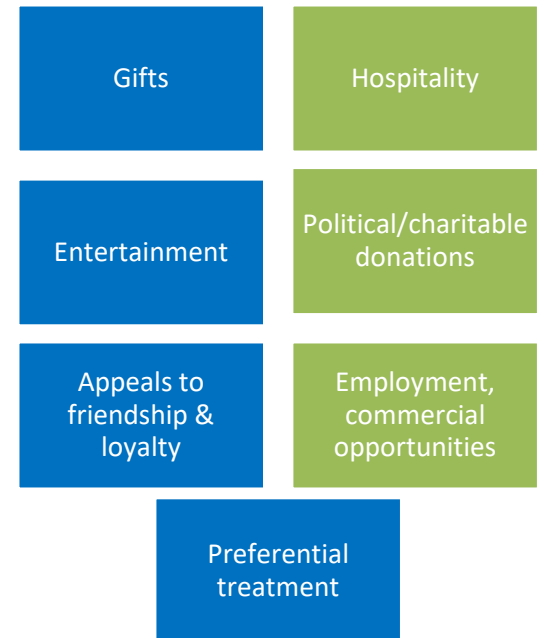 Gifts
Hospitality
Entertainment
Political/charitable
donations
Appeals to
friendship &
loyalty
Employment,
commercial
opportunities
Preferential
treatment